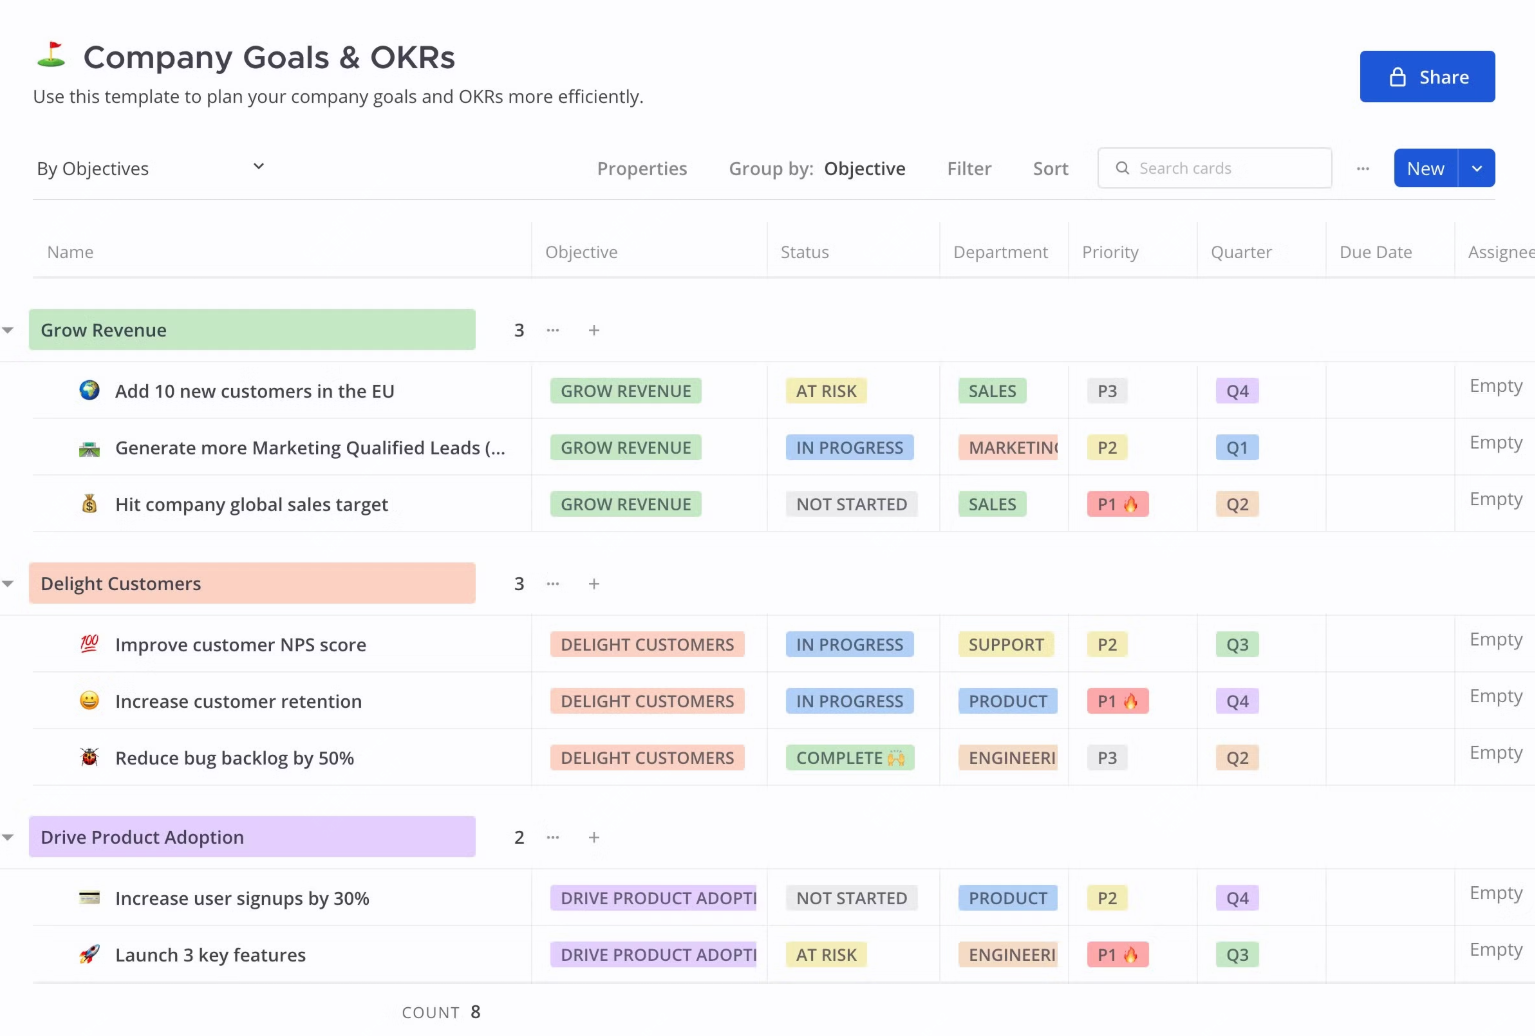 Company Goals & OKRs
Use this template to plan your company goals and OKRs more efficiently.
Share
By Objectives Properties Group by: Objective Filter Sort Search cards ... New
Name Objective Status Department Priority Quarter Due Date Assignee
Grow Revenue 3 ... +
Add 10 new customers in the EU GROW REVENUE AT RISK SALES P3 Q4 Empty
Generate more Marketing Qualified Leads (... GROW REVENUE IN PROGRESS MARKETING P2 Q1 Empty
Hit company global sales target GROW REVENUE NOT STARTED SALES P1 🔥 Q2 Empty
Delight Customers 3 ... +
💯 Improve customer NPS score DELIGHT CUSTOMERS IN PROGRESS SUPPORT P2 Q3 Empty
Increase customer retention DELIGHT CUSTOMERS IN PROGRESS PRODUCT P1 🔥 Q4 Empty
Reduce bug backlog by 50% DELIGHT CUSTOMERS COMPLETE 🙌 ENGINEERI P3 Q2 Empty
Drive Product Adoption 2 ... +
Increase user signups by 30% DRIVE PRODUCT ADOPTI NOT STARTED PRODUCT P2 Q4 Empty
Launch 3 key features DRIVE PRODUCT ADOPTI AT RISK ENGINEERI P1 🔥 Q3 Empty
COUNT 8